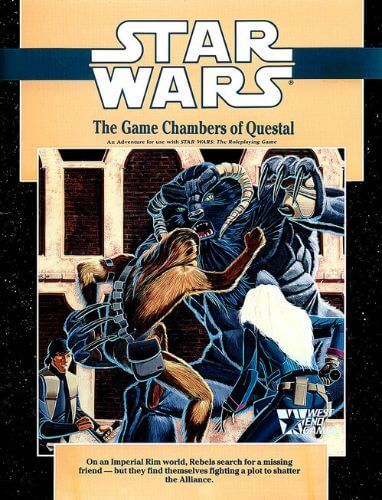 STAR
WARS®
The Game Chambers of Questal
An Adventure for use with STAR WARS: The Roleplaying Game
WEST
END
GAMES
On an Imperial Rim world, Rebels search for a missing
friend — but they find themselves fighting a plot to shatter
the Alliance.